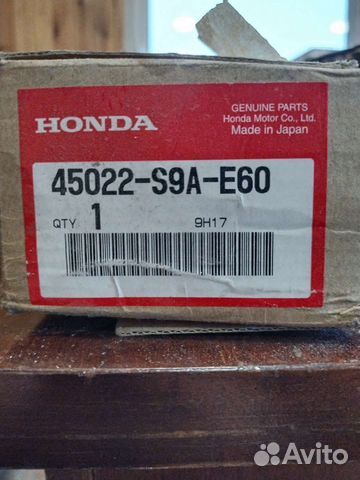 GENUINE PARTS
Honda Motor Co., Ltd.
Made in Japan
HONDA
45022-S9A-E60
QTY 1 9H17
Avito